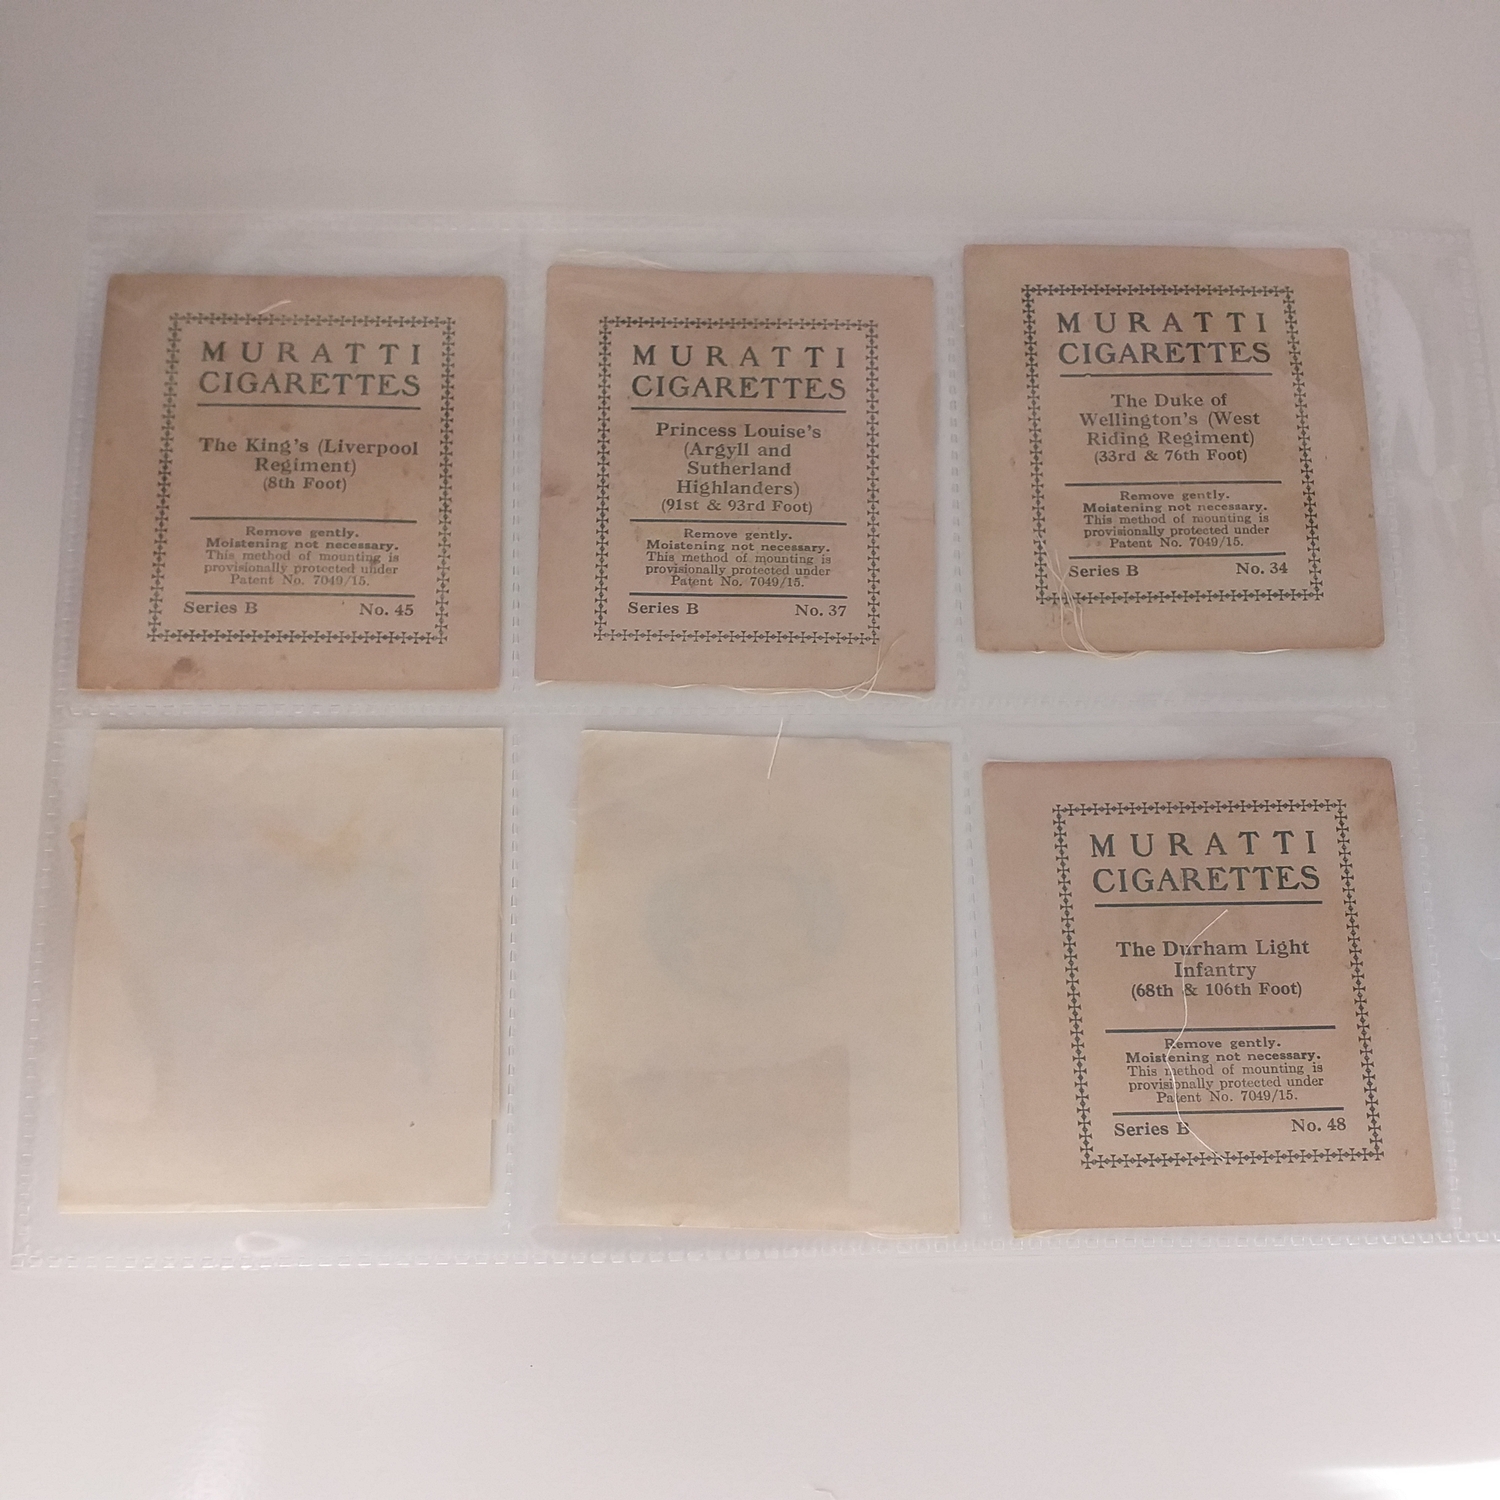 MURATTI
CIGARETTES
The King's (Liverpool
Regiment)
(8th Foot)
Remove gently.
Moistening not necessary.
This method of mounting is
provisionally protected under
Patent No. 7049/15.
Series B No. 45
MURATTI
CIGARETTES
Princess Louise's
(Argyll and
Sutherland
Highlanders)
(91st & 93rd Foot)
Remove gently.
Moistening not necessary.
This method of mounting is
provisionally protected under
Patent No. 7049/15.
Series B No. 37
MURATTI
CIGARETTES
The Duke of
Wellington's (West
Riding Regiment)
(33rd & 76th Foot)
Remove gently.
Moistening not necessary.
This method of mounting is
provisionally protected under
Patent No. 7049/15.
Series B No. 34
MURATTI
CIGARETTES
The Durham Light
Infantry
(68th & 106th Foot)
Remove gently.
Moistening not necessary.
This method of mounting is
provisionally protected under
Patent No. 7049/15.
Series B No. 48